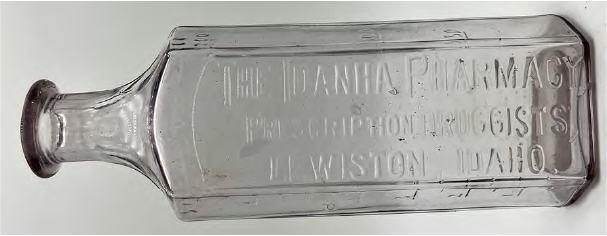 THE IDANHA PHARMACY
PRESCRIPTION DRUGGISTS,
LEWISTON, IDAHO.